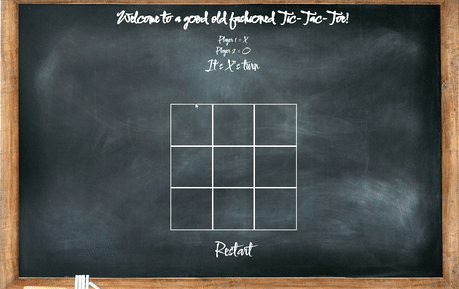 Welcome to a good old fashioned Tic-Tac-Toe!
Player 1 = X
Player 2 = O
It's X's turn
Restart